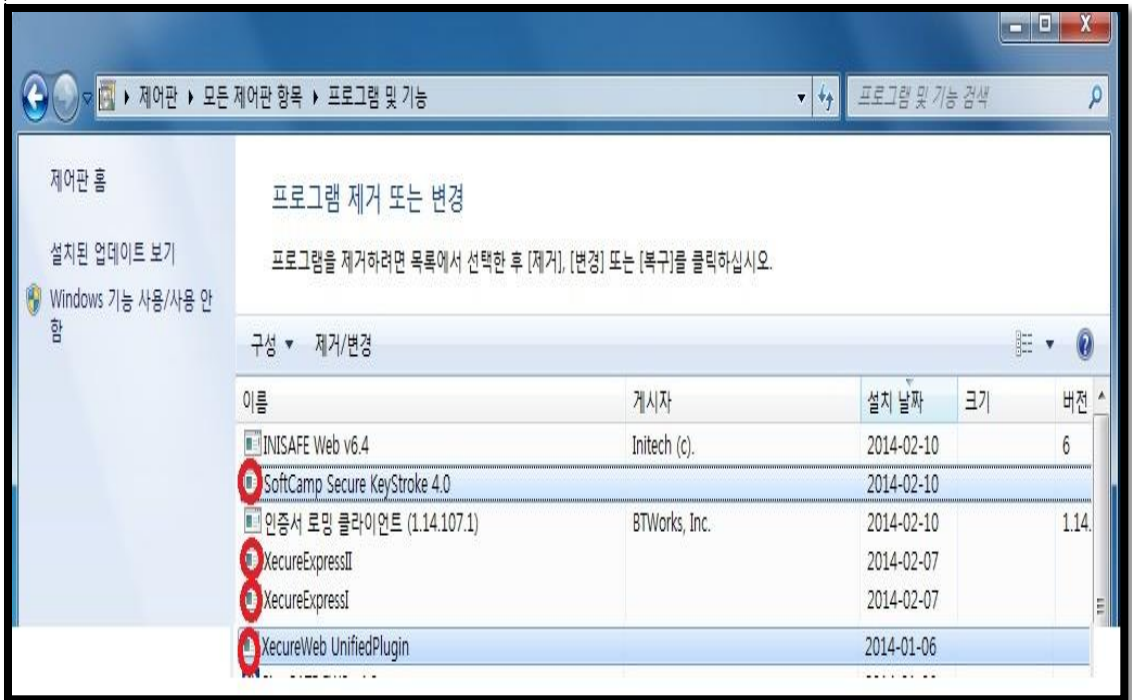 X
제어판 ▸ 모든 제어판 항목 ▸ 프로그램 및 기능
프로그램 및 기능 검색
제어판 홈
설치된 업데이트 보기
Windows 기능 사용/사용 안
함
프로그램 제거 또는 변경
프로그램을 제거하려면 목록에서 선택한 후 [제거], [변경] 또는 [복구]를 클릭하십시오.
구성 ▾ 제거/변경
이름 게시자 설치 날짜 크기 버전
INISAFE Web v6.4 Initech (c). 2014-02-10 6
SoftCamp Secure KeyStroke 4.0 2014-02-10
인증서 로밍 클라이언트 (1.14.107.1) BTWorks, Inc. 2014-02-10 1.14.
XecureExpressⅡ 2014-02-07
XecureExpressI 2014-02-07
XecureWeb UnifiedPlugin 2014-01-06